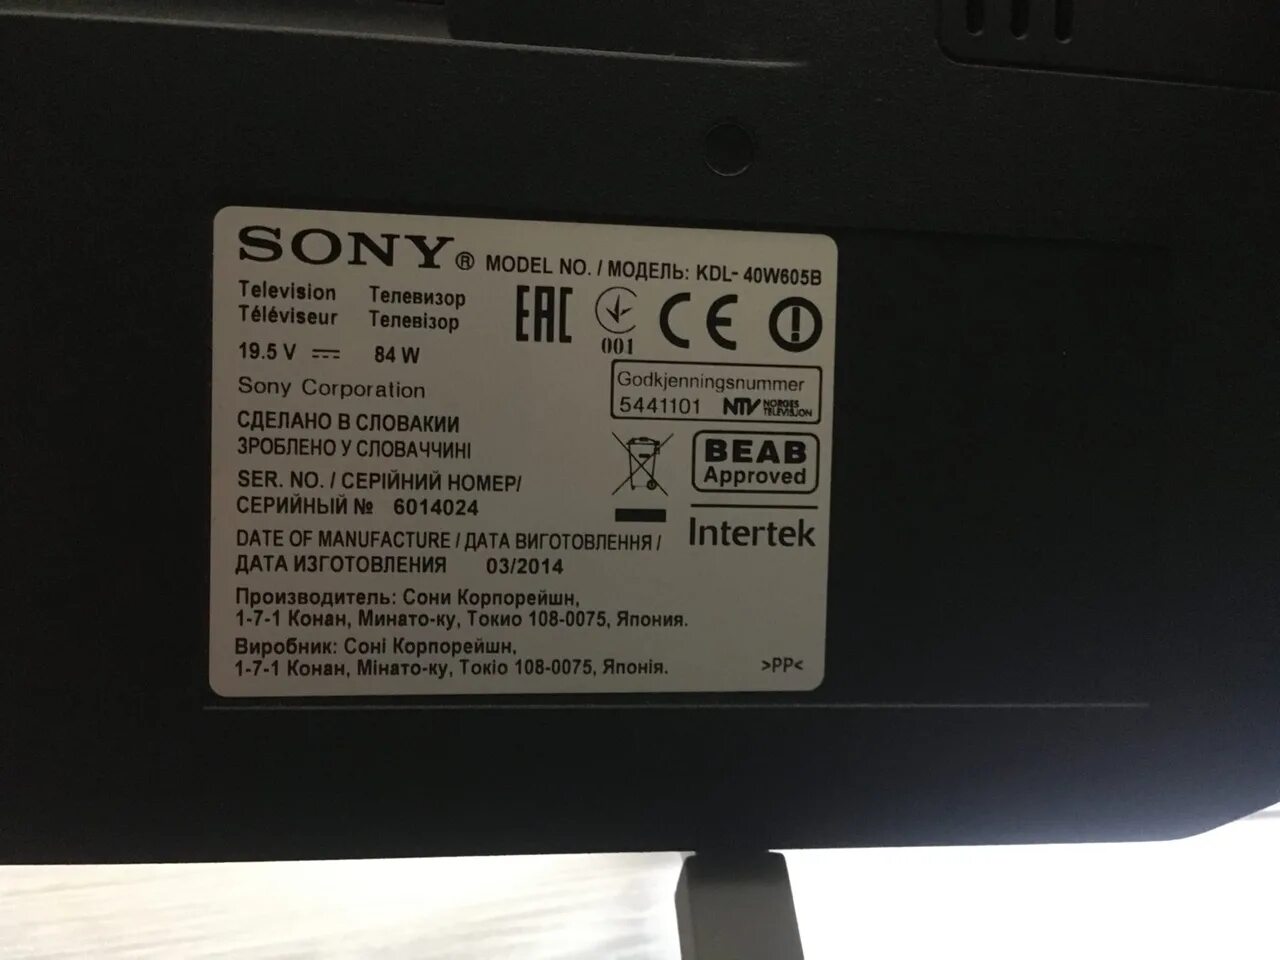 SONY® MODEL NO. / МОДЕЛЬ: KDL- 40W605B
Television Телевизор
Téléviseur Телевізор
19.5 V 84 W
Sony Corporation
СДЕЛАНО В СЛОВАКИИ
ЗРОБЛЕНО У СЛОВАЧЧИНІ
SER. NO. / СЕРІЙНИЙ НОМЕР/
СЕРИЙНЫЙ № 6014024
DATE OF MANUFACTURE / ДАТА ВИГОТОВЛЕННЯ /
ДАТА ИЗГОТОВЛЕНИЯ 03/2014
Производитель: Сони Корпорейшн,
1-7-1 Конан, Минато-ку, Токио 108-0075, Япония.
Виробник: Соні Корпорейшн,
1-7-1 Конан, Мінато-ку, Токіо 108-0075, Японія.
EAC
001
CE
Godkjenningsnummer
5441101 NTV NORGES
TELEVISJON
BEAB
Approved
Intertek
>PP<